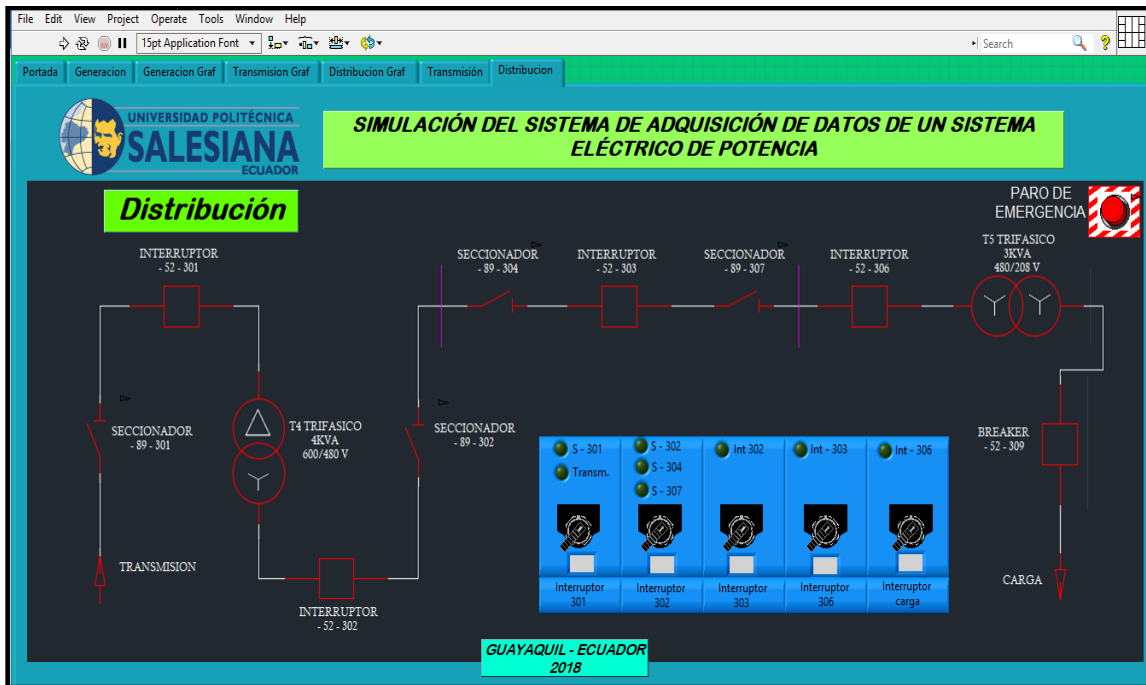 File Edit View Project Operate Tools Window Help
15pt Application Font
Search
Portada Generacion Generacion Graf Transmision Graf Distribucion Graf Transmisión Distribucion
UNIVERSIDAD POLITÉCNICA
SALESIANA
ECUADOR
SIMULACIÓN DEL SISTEMA DE ADQUISICIÓN DE DATOS DE UN SISTEMA
ELÉCTRICO DE POTENCIA
Distribución
PARO DE
EMERGENCIA
INTERRUPTOR
- 52 - 301
SECCIONADOR
- 89 - 304
INTERRUPTOR
- 52 - 303
SECCIONADOR
- 89 - 307
INTERRUPTOR
- 52 - 306
T5 TRIFASICO
3KVA
480/208 V
SECCIONADOR
- 89 - 301
T4 TRIFASICO
4KVA
600/480 V
SECCIONADOR
- 89 - 302
BREAKER
- 52 - 309
S - 301
Transm.
S - 302
S - 304
S - 307
Int 302
Int - 303
Int - 306
Interruptor
301
Interruptor
302
Interruptor
303
Interruptor
306
Interruptor
carga
TRANSMISION
INTERRUPTOR
- 52 - 302
CARGA
GUAYAQUIL - ECUADOR
2018